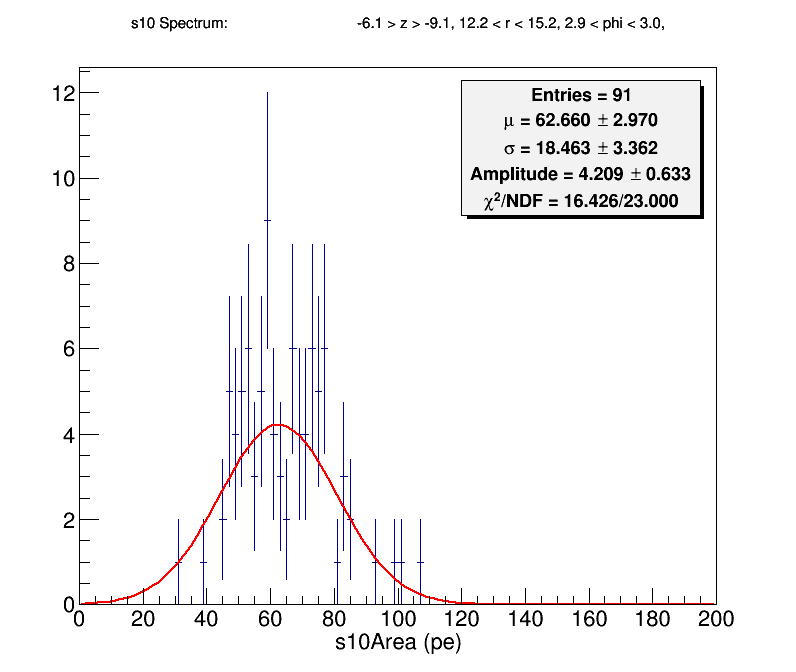 s10 Spectrum: -6.1 > z > -9.1, 12.2 < r < 15.2, 2.9 < phi < 3.0,
Entries = 91
μ = 62.660 ± 2.970
σ = 18.463 ± 3.362
Amplitude = 4.209 ± 0.633
χ²/NDF = 16.426/23.000
12
10
8
6
4
2
0
0 20 40 60 80 100 120 140 160 180 200
s10Area (pe)